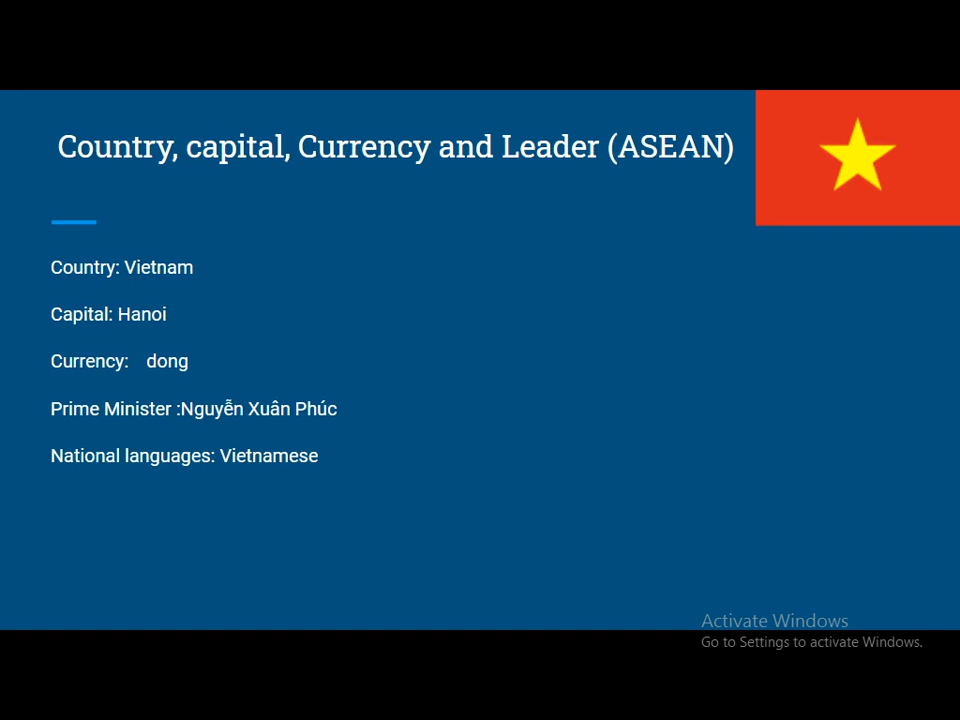 Country, capital, Currency and Leader (ASEAN)
Country: Vietnam
Capital: Hanoi
Currency: dong
Prime Minister :Nguyễn Xuân Phúc
National languages: Vietnamese
Activate Windows
Go to Settings to activate Windows.